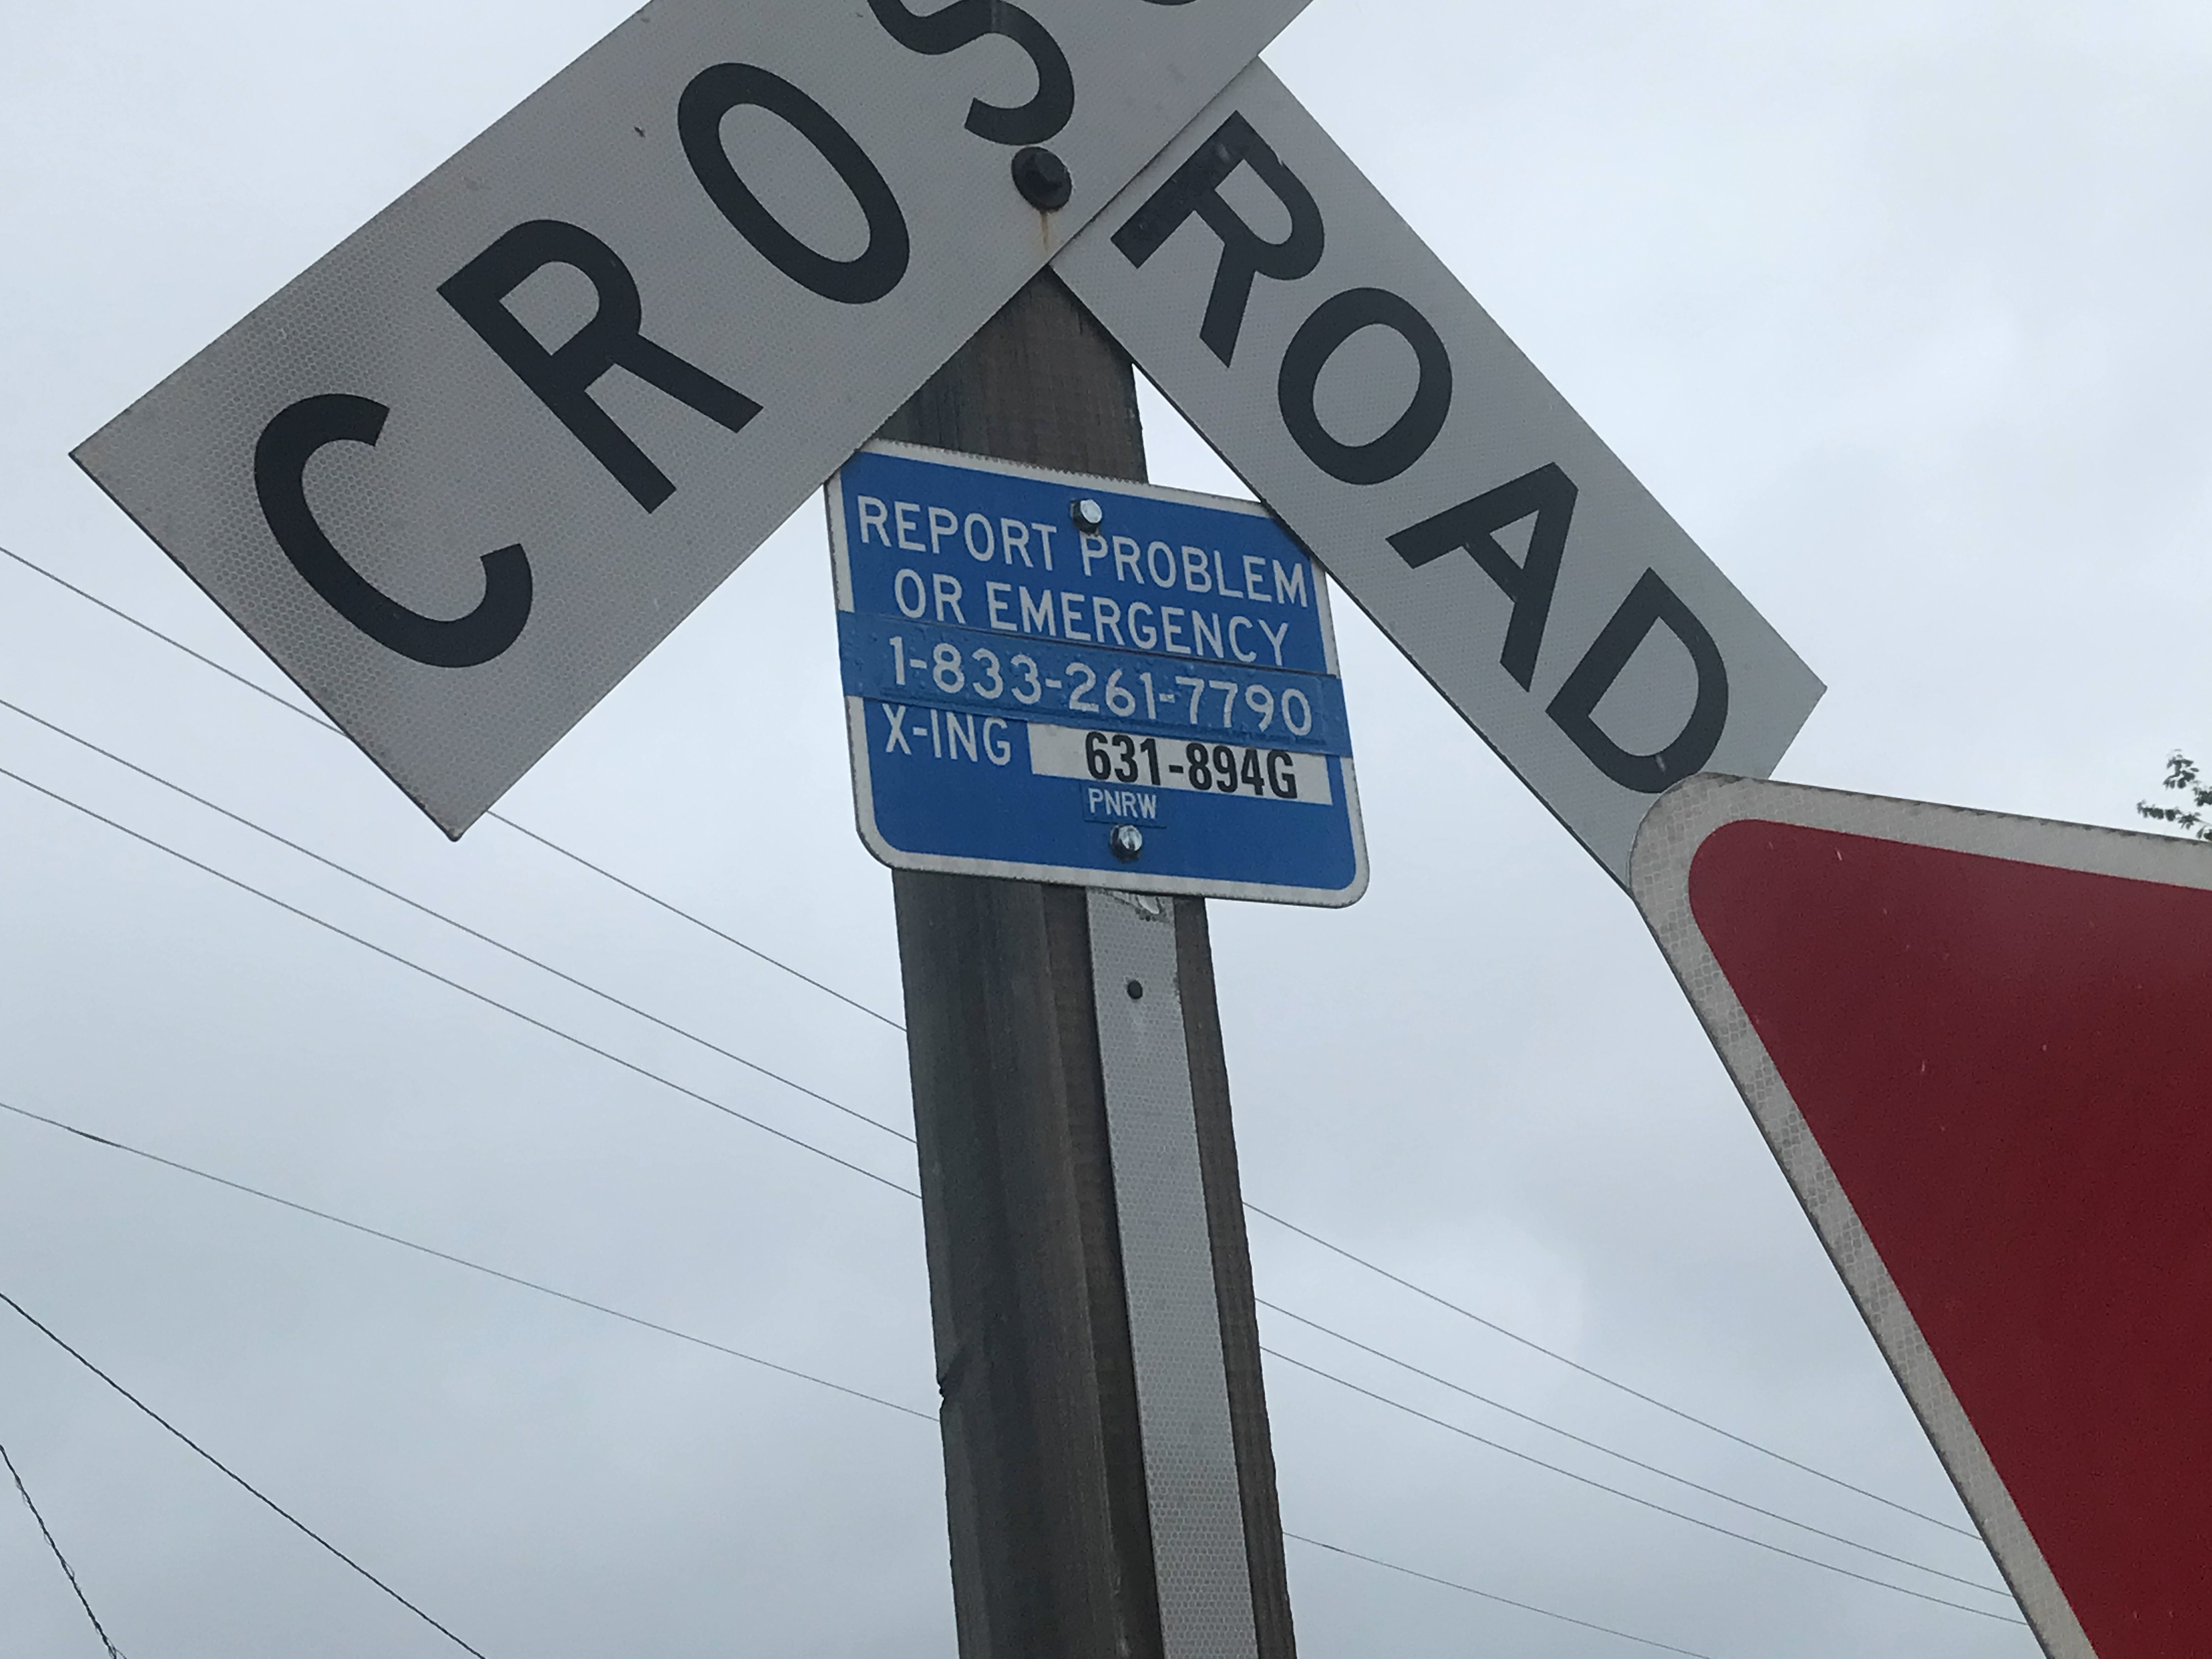 CROS
ROAD
REPORT PROBLEM
OR EMERGENCY
1-833-261-7790
X-ING 631-894G
PNRW